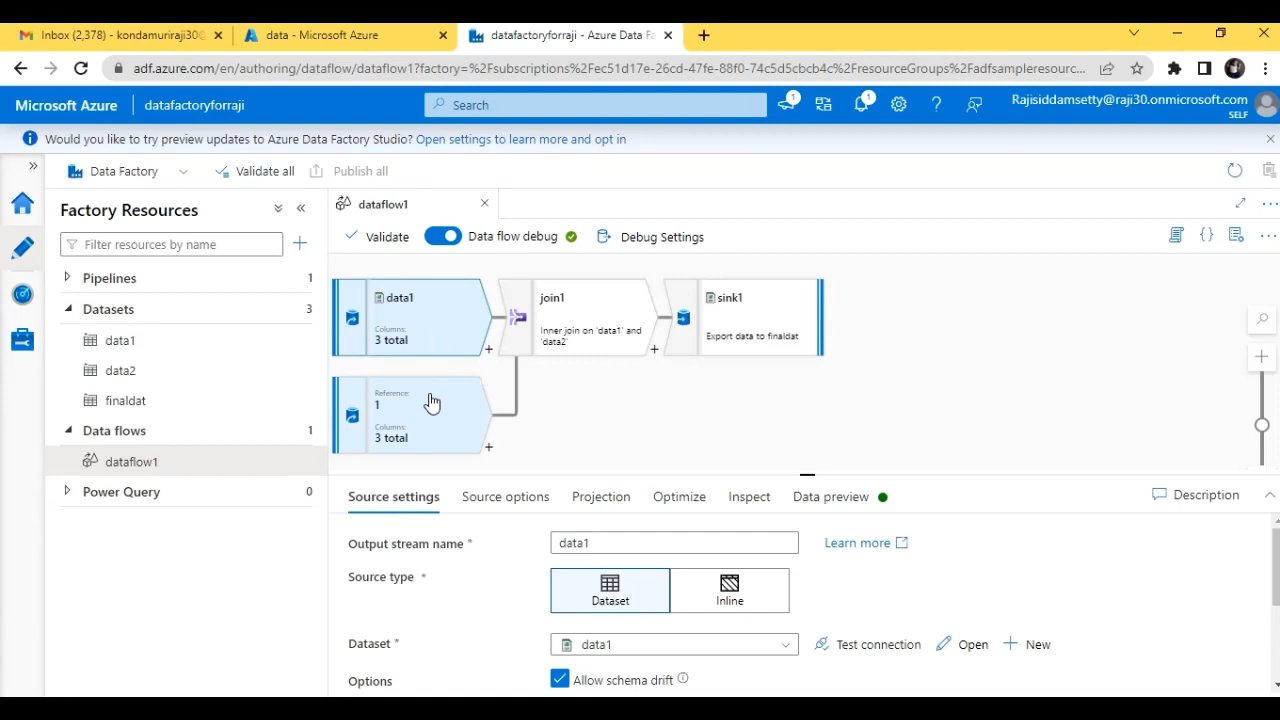 Inbox (2,378) - kondamuriraji30@
data - Microsoft Azure
datafactoryforraji - Azure Data Fa
adf.azure.com/en/authoring/dataflow/dataflow1?factory=%2Fsubscriptions%2Fec51d17e-26cd-47fe-88f0-74c5d5cbcb4c%2FresourceGroups%2Fadfsampleresourc...
Microsoft Azure
datafactoryforraji
Search
1
1
Rajisiddamsetty@raji30.onmicrosoft.com
SELF
Would you like to try preview updates to Azure Data Factory Studio? Open settings to learn more and opt in
Data Factory
Validate all
Publish all
Factory Resources
Filter resources by name
Pipelines 1
Datasets 3
data1
data2
finaldat
Data flows 1
dataflow1
Power Query 0
dataflow1
Validate
Data flow debug
Debug Settings
data1
Columns:
3 total
join1
Inner join on 'data1' and
'data2'
sink1
Export data to finaldat
Reference:
1
Columns:
3 total
Source settings
Source options
Projection
Optimize
Inspect
Data preview
Description
Output stream name *
data1
Learn more
Source type *
Dataset
Inline
Dataset *
data1
Test connection
Open
New
Options
Allow schema drift